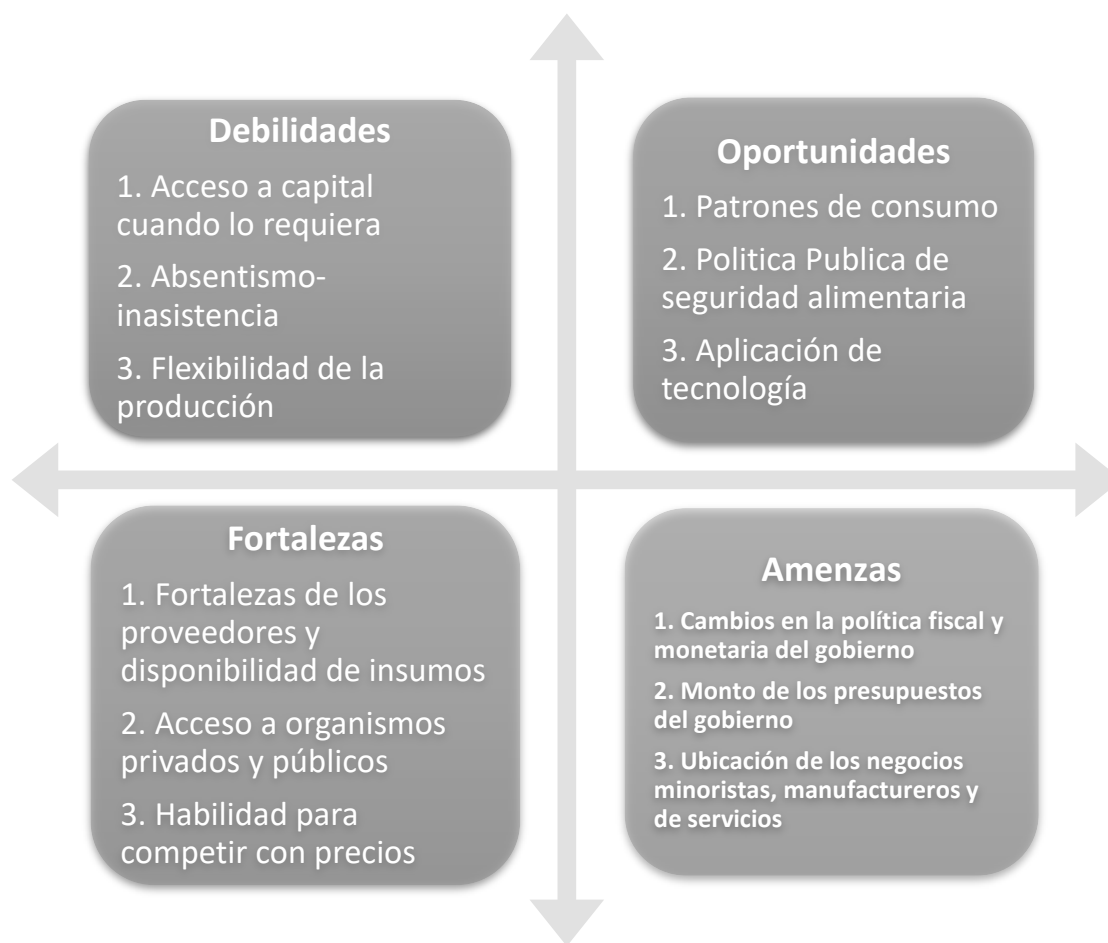 Debilidades
1. Acceso a capital
cuando lo requiera
2. Absentismo-
inasistencia
3. Flexibilidad de la
producción
Oportunidades
1. Patrones de consumo
2. Politica Publica de
seguridad alimentaria
3. Aplicación de
tecnología
Fortalezas
1. Fortalezas de los
proveedores y
disponibilidad de insumos
2. Acceso a organismos
privados y públicos
3. Habilidad para
competir con precios
Amenzas
1. Cambios en la política fiscal y
monetaria del gobierno
2. Monto de los presupuestos
del gobierno
3. Ubicación de los negocios
minoristas, manufactureros y
de servicios